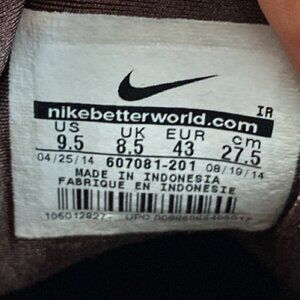 IR
nikebetterworld.com
US UK EUR cm
9.5 8.5 43 27.5
04/25/14 607081-201 08/19/14
MADE IN INDONESIA
FABRIQUE EN INDONESIE
UPC